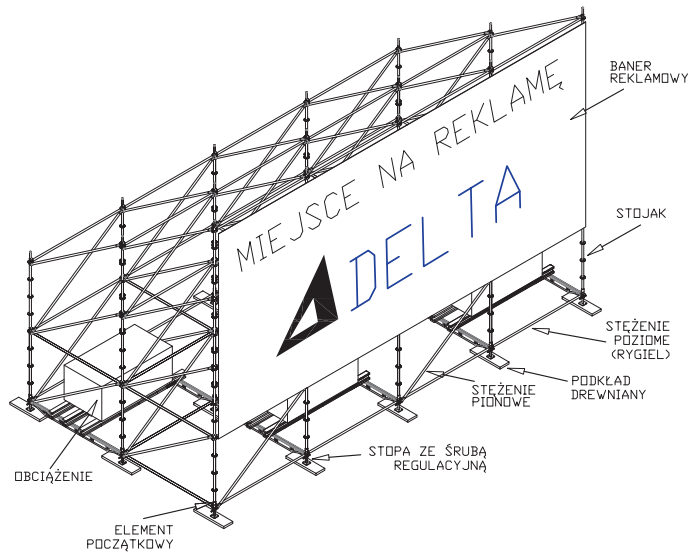 BANER
REKLAMOWY
MIEJSCE NA REKLAMĘ
DELTA
STOJAK
STĘŻENIE
POZIOME
(RYGIEL)
PODKŁAD
DREWNIANY
STĘŻENIE
PIONOWE
STOPA ZE ŚRUBĄ
REGULACYJNĄ
OBCIĄŻENIE
ELEMENT
POCZĄTKOWY